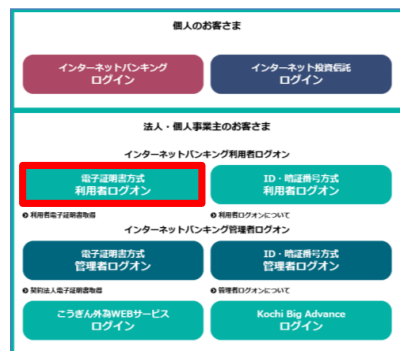 個人のお客さま
インターネットバンキング
ログイン
インターネット投資信託
ログイン
法人・個人事業主のお客さま
インターネットバンキング利用者ログオン
電子証明書方式
利用者ログオン
ID・暗証番号方式
利用者ログオン
利用者電子証明書取得
利用者ログオンについて
インターネットバンキング管理者ログオン
電子証明書方式
管理者ログオン
ID・暗証番号方式
管理者ログオン
契約法人電子証明書取得
管理者ログオンについて
こうぎん外為WEBサービス
ログイン
Kochi Big Advance
ログイン